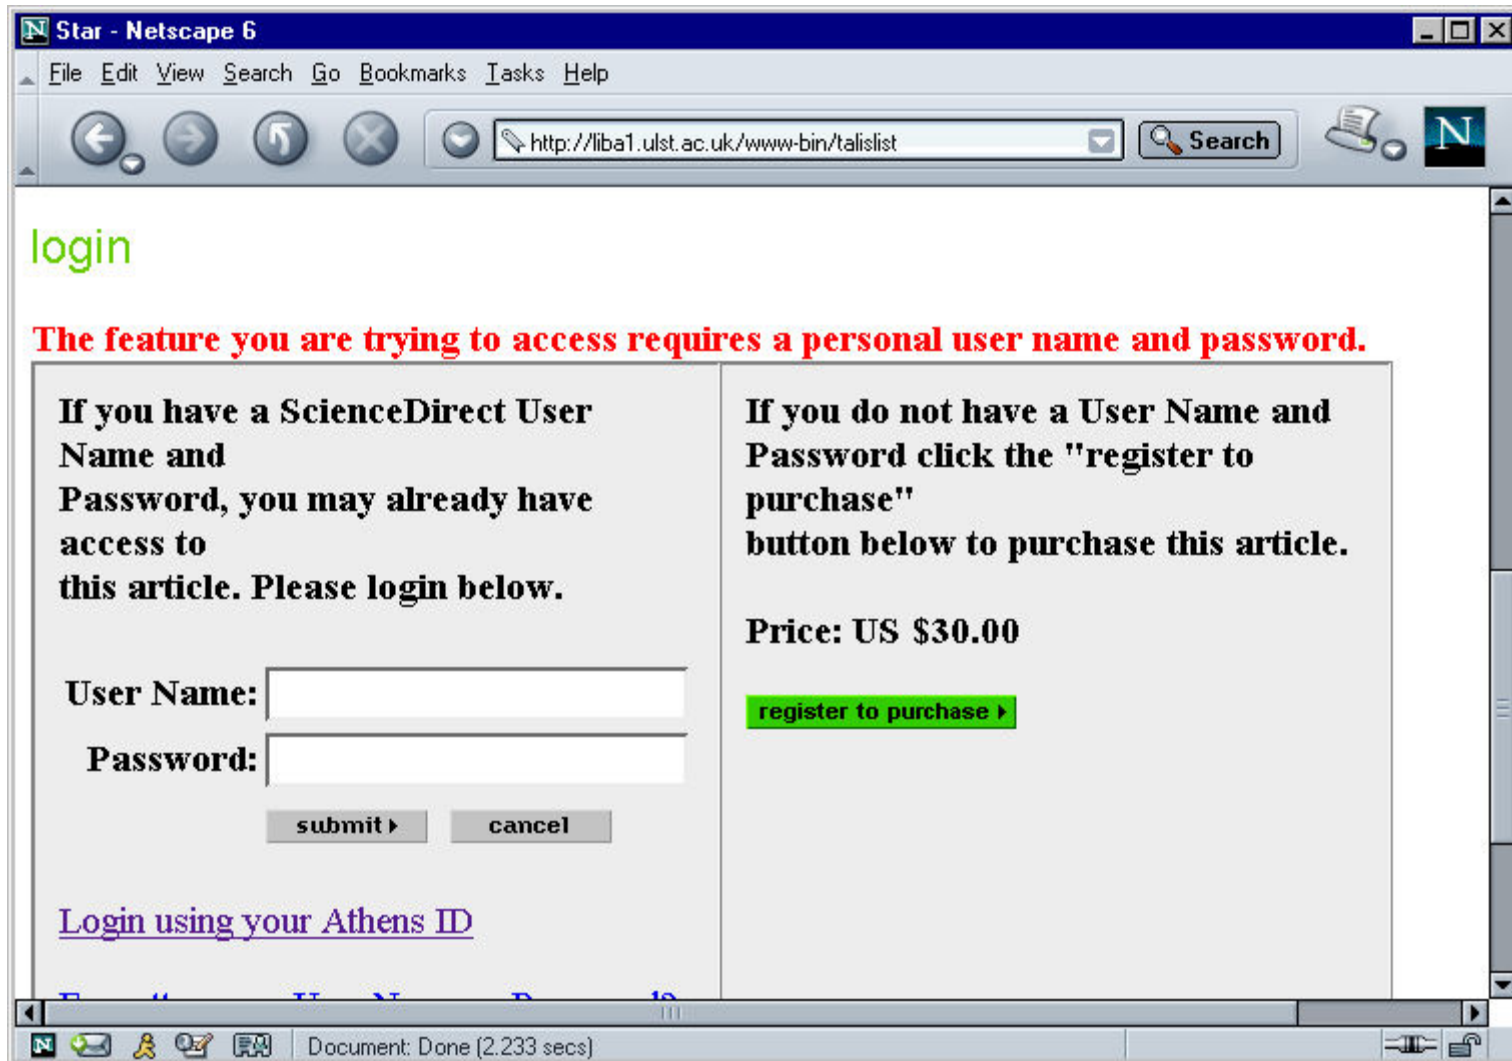 Star - Netscape 6
File Edit View Search Go Bookmarks Tasks Help
http://liba1.ulst.ac.uk/www-bin/talislist
Search
N
login
The feature you are trying to access requires a personal user name and password.
If you have a ScienceDirect User
Name and
Password, you may already have
access to
this article. Please login below.
User Name:
Password:
submit
cancel
Login using your Athens ID
If you do not have a User Name and
Password click the "register to
purchase"
button below to purchase this article.
Price: US $30.00
register to purchase
Document: Done (2.233 secs)